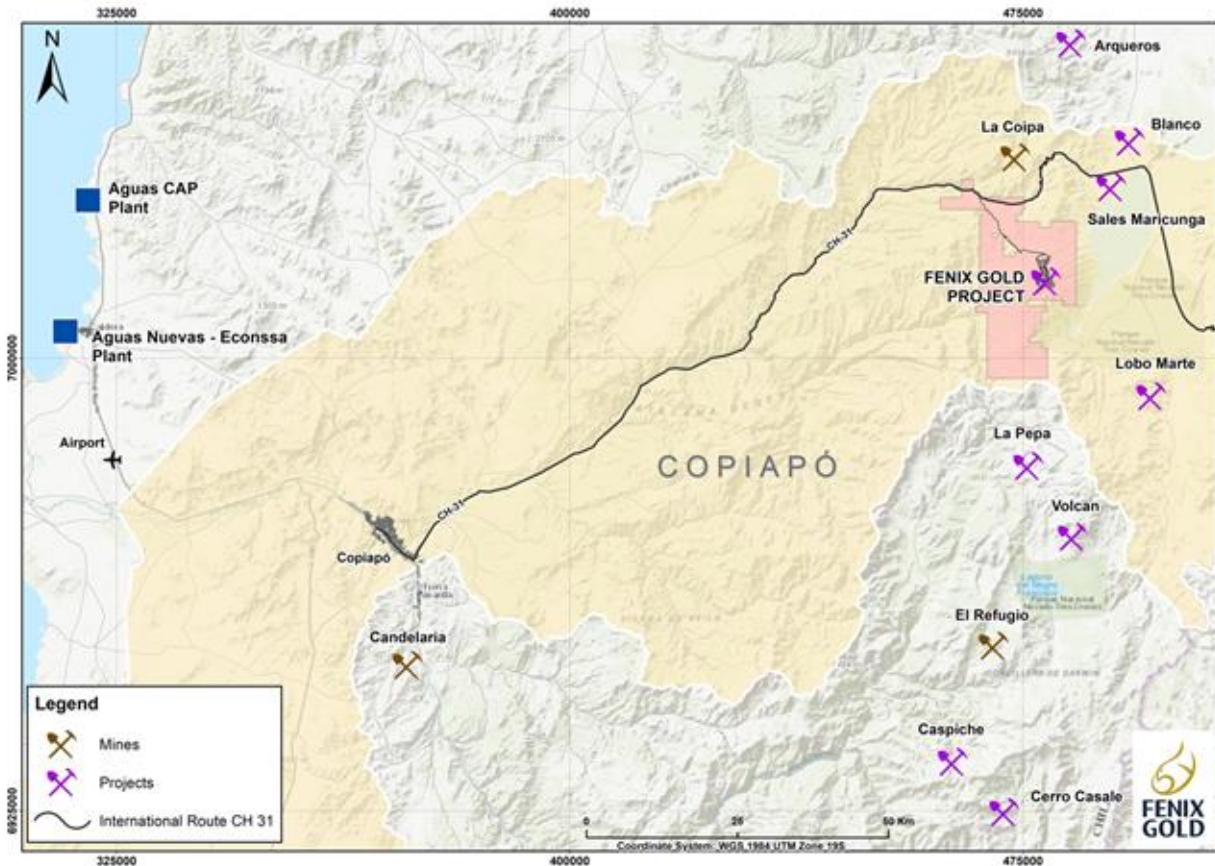 325000
400000
475000
N
Arqueros
La Coipa
Blanco
Aguas CAP
Plant
Sales Maricunga
CH-31
FENIX GOLD
PROJECT
Aguas Nuevas - Econssa
Plant
7000000
7000000
Lobo Marte
Airport
La Pepa
COPIAPÓ
CH-31
Volcan
Copiapó
El Refugio
Candelaria
Legend
Mines
Projects
International Route CH 31
Caspiche
Cerro Casale
FENIX
GOLD
6925000
6925000
0
25
50 Km
Coordinate System: WGS 1984 UTM Zone 19S
325000
400000
475000